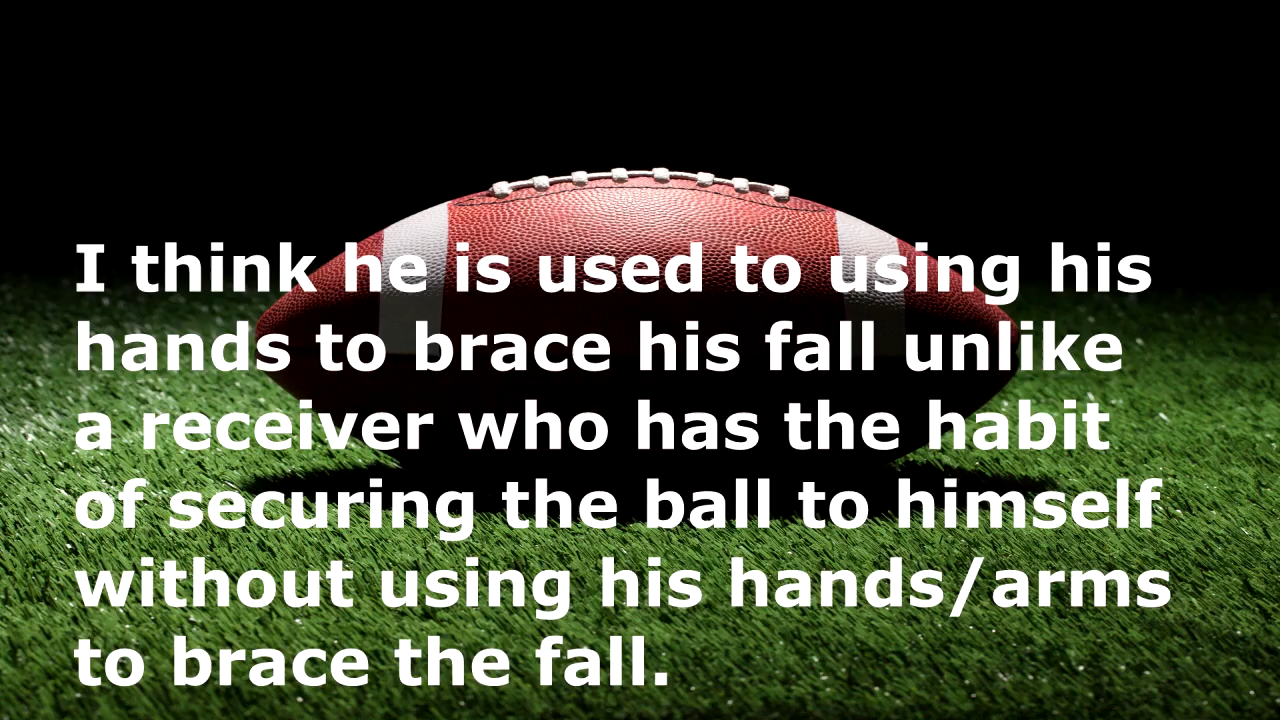 I think he is used to using his
hands to brace his fall unlike
a receiver who has the habit
of securing the ball to himself
without using his hands/arms
to brace the fall.